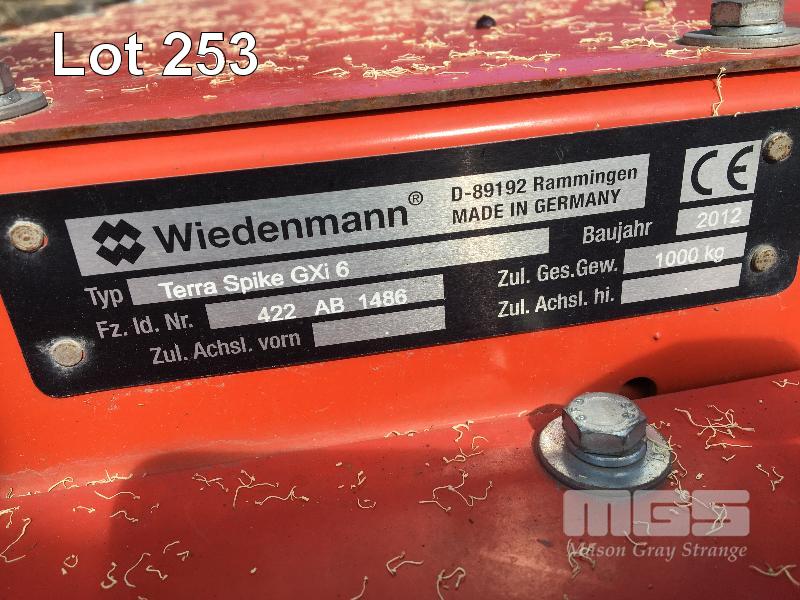 Lot 253
Wiedenmann®
D-89192 Rammingen
MADE IN GERMANY
CE
Typ Terra Spike GXi 6
Baujahr 2012
Fz. Id. Nr. 422 AB 1486
Zul. Ges.Gew. 1000 kg
Zul. Achsl. vorn
Zul. Achsl. hi.
MGS
Mason Gray Strange